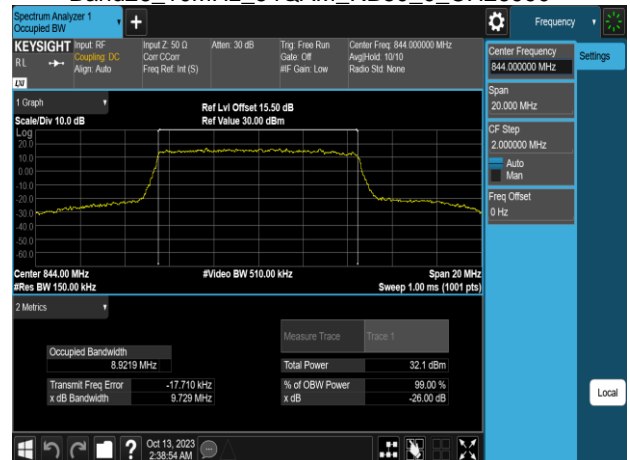 Spectrum Analyzer 1
Occupied BW
Frequency
KEYSIGHT
RL
LXI
Input: RF
Coupling: DC
Align: Auto
Input Z: 50 Ω
Corr CCorr
Freq Ref: Int (S)
Atten: 30 dB
Trig: Free Run
Gate: Off
#IF Gain: Low
Center Freq: 844.000000 MHz
Avg|Hold: 10/10
Radio Std: None
Center Frequency
844.000000 MHz
Settings
Span
20.000 MHz
CF Step
2.000000 MHz
Auto
Man
Freq Offset
0 Hz
1 Graph
Scale/Div 10.0 dB
Ref Lvl Offset 15.50 dB
Ref Value 30.00 dBm
Log
20.0
10.0
0.00
-10.0
-20.0
-30.0
-40.0
-50.0
-60.0
Center 844.00 MHz
#Video BW 510.00 kHz
Span 20 MHz
#Res BW 150.00 kHz
Sweep 1.00 ms (1001 pts)
2 Metrics
Measure Trace
Trace 1
Occupied Bandwidth
8.9219 MHz
Total Power
32.1 dBm
Transmit Freq Error
-17.710 kHz
% of OBW Power
99.00 %
x dB Bandwidth
9.729 MHz
x dB
-26.00 dB
Local
?
Oct 13, 2023
2:38:54 AM